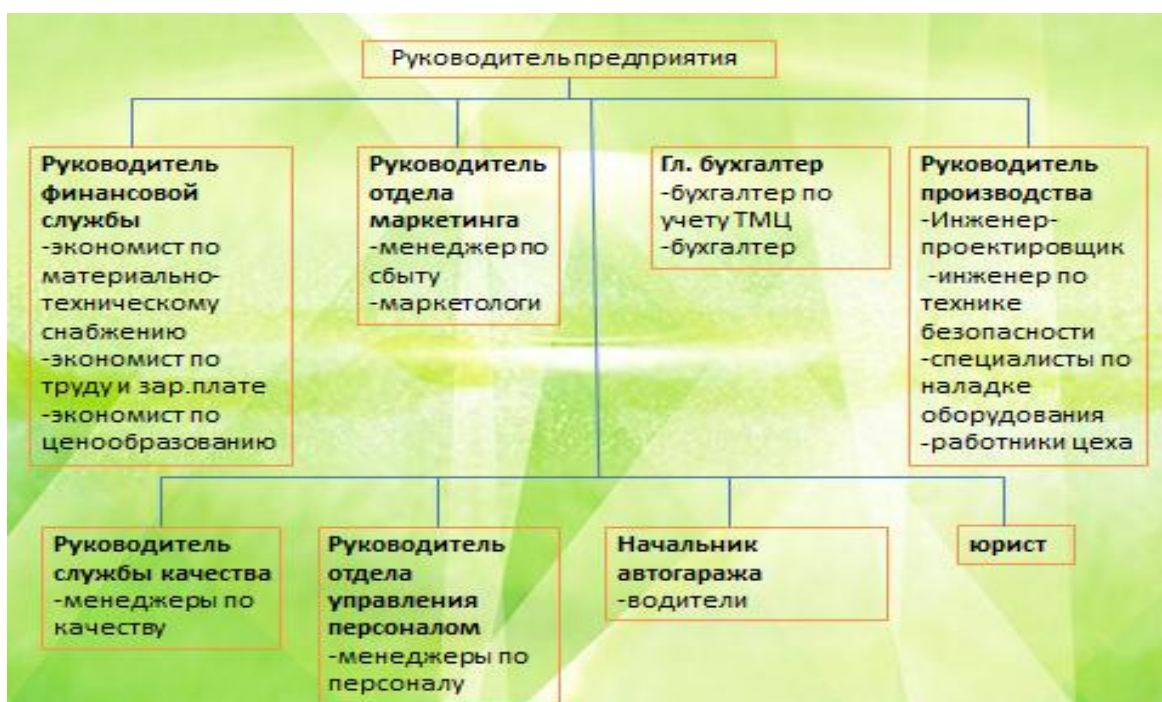 Руководитель предприятия
Руководитель
финансовой
службы
-экономист по
материально-
техническому
снабжению
-экономист по
труду и зар.плате
-экономист по
ценообразованию
Руководитель
отдела
маркетинга
-менеджер по
сбыту
-маркетологи
Гл. бухгалтер
-бухгалтер по
учету ТМЦ
-бухгалтер
Руководитель
производства
-Инженер-
проектировщик
-инженер по
технике
безопасности
-специалисты по
наладке
оборудования
-работники цеха
Руководитель
службы качества
-менеджеры по
качеству
Руководитель
отдела
управления
персоналом
-менеджеры по
персоналу
Начальник
автогаража
-водители
юрист